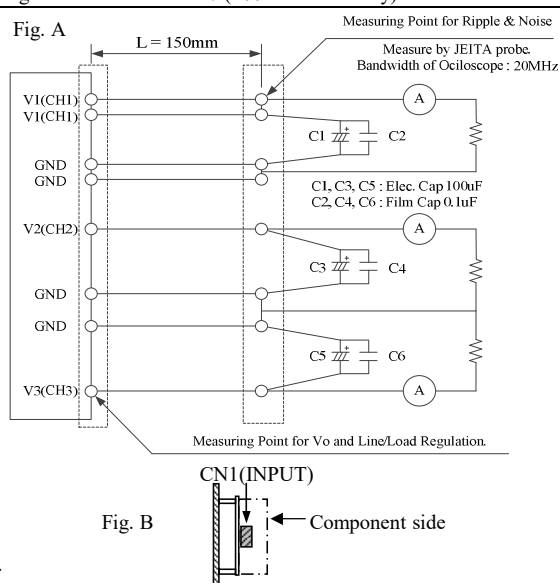 Fig. A
Measuring Point for Ripple & Noise
L = 150mm
Measure by JEITA probe.
Bandwidth of Ociloscope : 20MHz
V1(CH1)
A
V1(CH1)
C1
+
C2
GND
GND
C1, C3, C5 : Elec. Cap 100uF
C2, C4, C6 : Film Cap 0.1uF
V2(CH2)
A
C3
+
C4
GND
GND
C5
+
C6
V3(CH3)
A
Measuring Point for Vo and Line/Load Regulation.
CN1(INPUT)
Fig. B
Component side